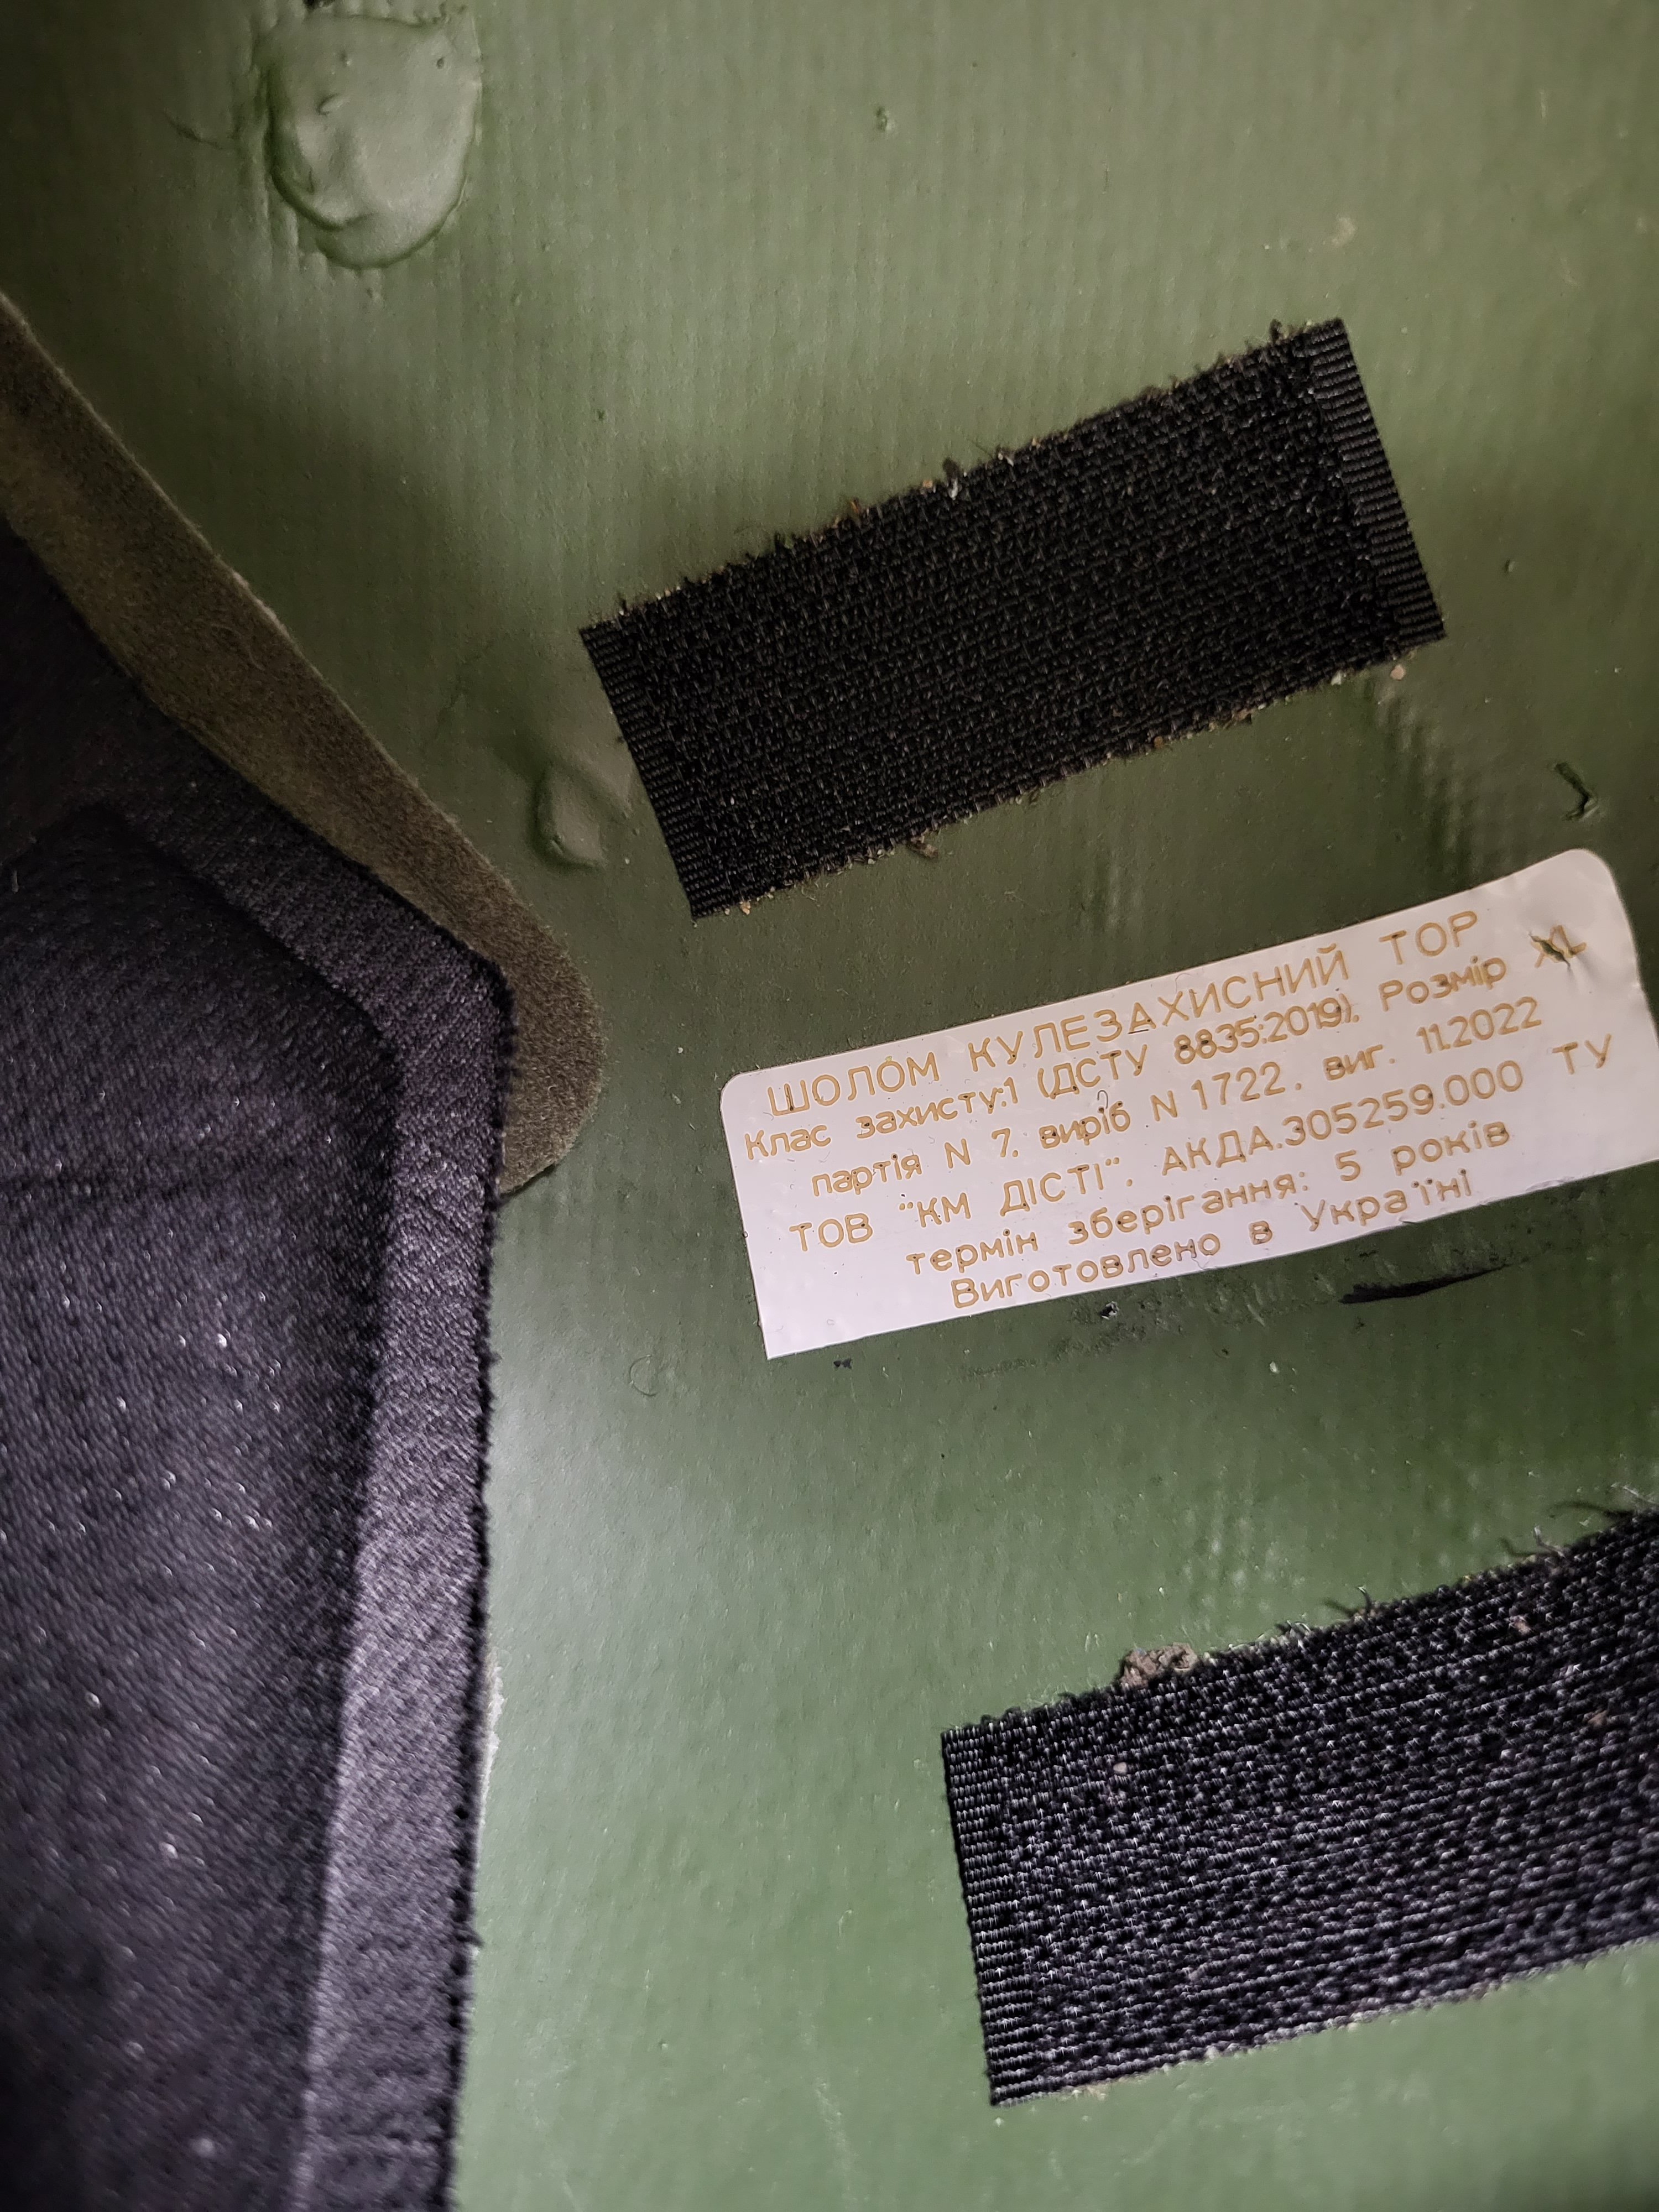 ШОЛОМ КУЛЕЗАХИСНИЙ ТОР
Клас захисту:1 (ДСТУ 8835:2019), Розмір XL
партія N 7, виріб N 1722, виг. 11.2022
ТОВ "КМ ДІСТІ", АКДА.305259.000 ТУ
термін зберігання: 5 років
Виготовлено в Україні